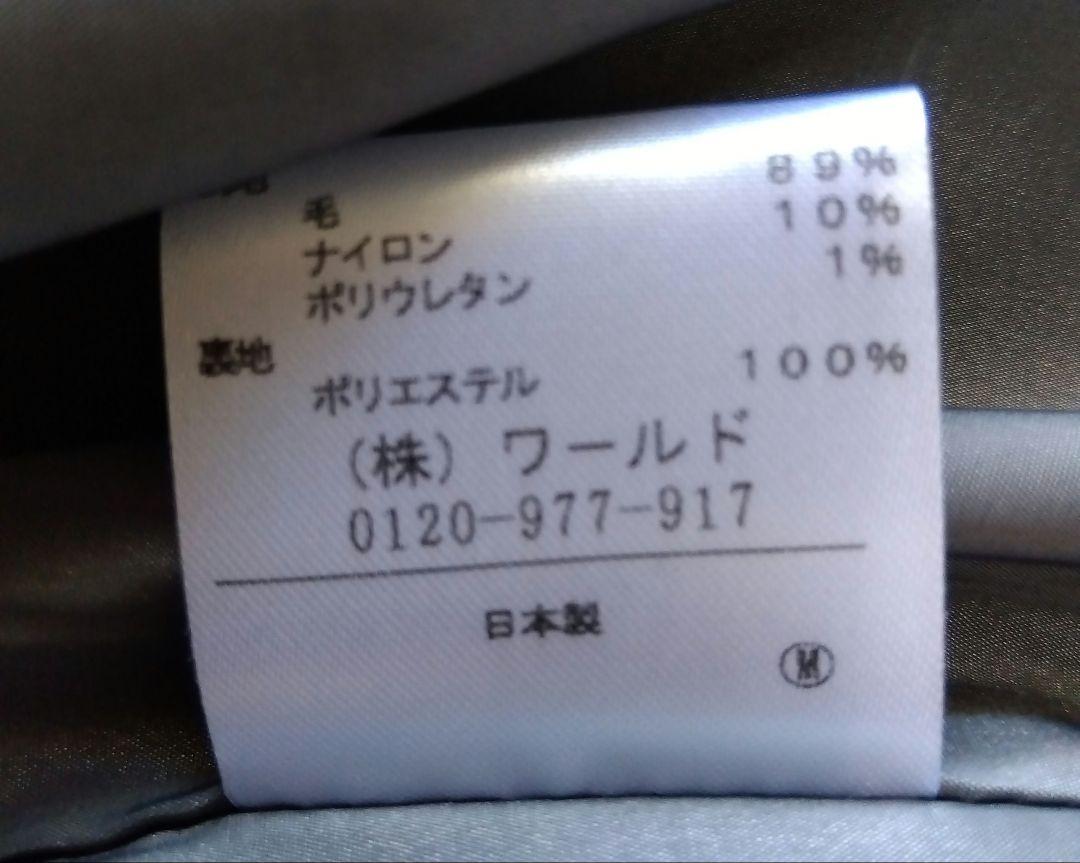 地
毛 89%
ナイロン 10%
ポリウレタン 1%
裏地
ポリエステル 100%
(株) ワールド
0120-977-917
日本製
Ⓜ